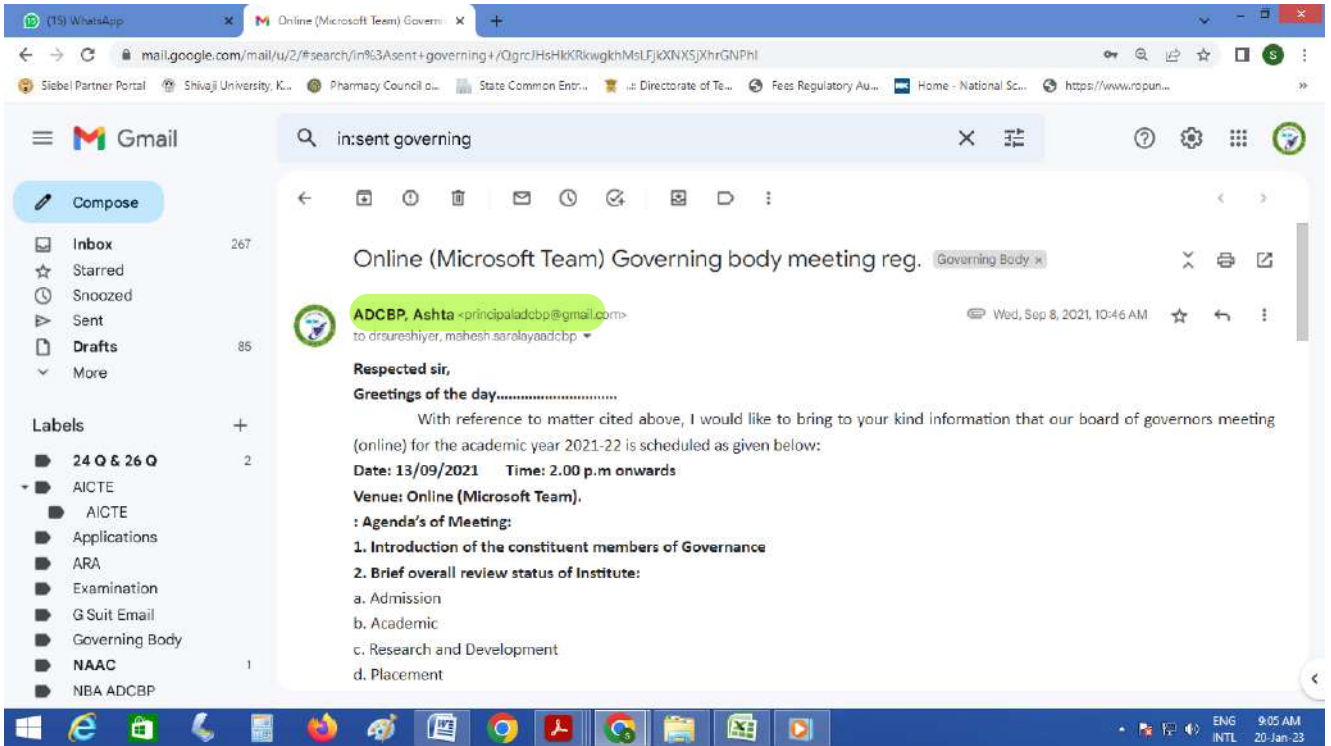 (15) WhatsApp
Online (Microsoft Team) Govern
mail.google.com/mail/u/2/#search/in%3Asent+governing+/QgrcJHsHkKRkwgkhMsLFjkXNXSjXhrGNPhl
S
Siebel Partner Portal
Shivaji University, K...
Pharmacy Council o...
State Common Entr...
..:: Directorate of Te...
Fees Regulatory Au...
Home - National Sc...
https://www.ropun...
»
Gmail
in:sent governing
Compose
Inbox 267
Starred
Snoozed
Sent
Drafts 85
More
Labels
24 Q & 26 Q 2
AICTE
AICTE
Applications
ARA
Examination
G Suit Email
Governing Body
NAAC 1
NBA ADCBP
Online (Microsoft Team) Governing body meeting reg. Governing Body ×
ADCBP, Ashta <principaladcbp@gmail.com> Wed, Sep 8, 2021, 10:46 AM
to drsureshiyer, mahesh.saralayaadcbp
Respected sir,
Greetings of the day..............................
With reference to matter cited above, I would like to bring to your kind information that our board of governors meeting
(online) for the academic year 2021-22 is scheduled as given below:
Date: 13/09/2021 Time: 2.00 p.m onwards
Venue: Online (Microsoft Team).
: Agenda's of Meeting:
1. Introduction of the constituent members of Governance
2. Brief overall review status of Institute:
a. Admission
b. Academic
c. Research and Development
d. Placement
ENG 9:05 AM
INTL 20-Jan-23